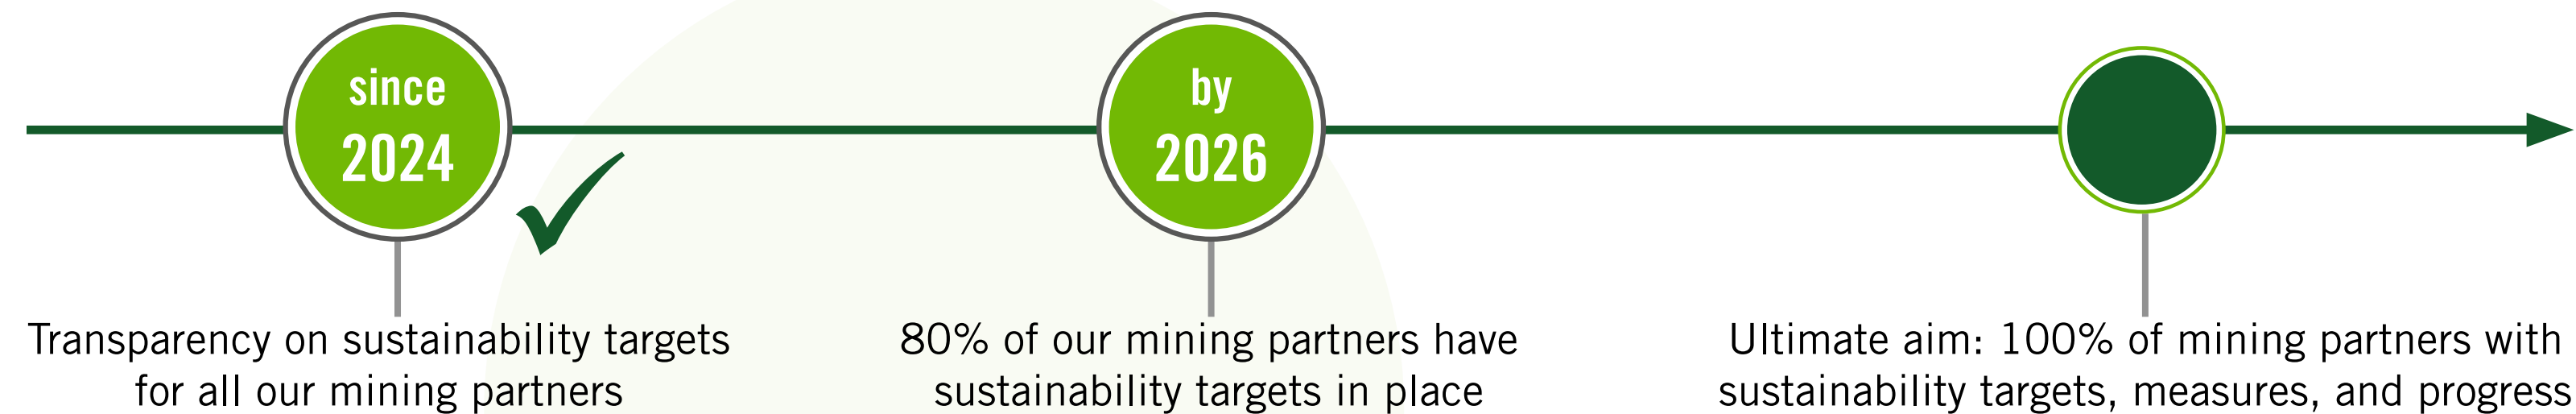 since
2024
by
2026
Transparency on sustainability targets
for all our mining partners
80% of our mining partners have
sustainability targets in place
Ultimate aim: 100% of mining partners with
sustainability targets, measures, and progress